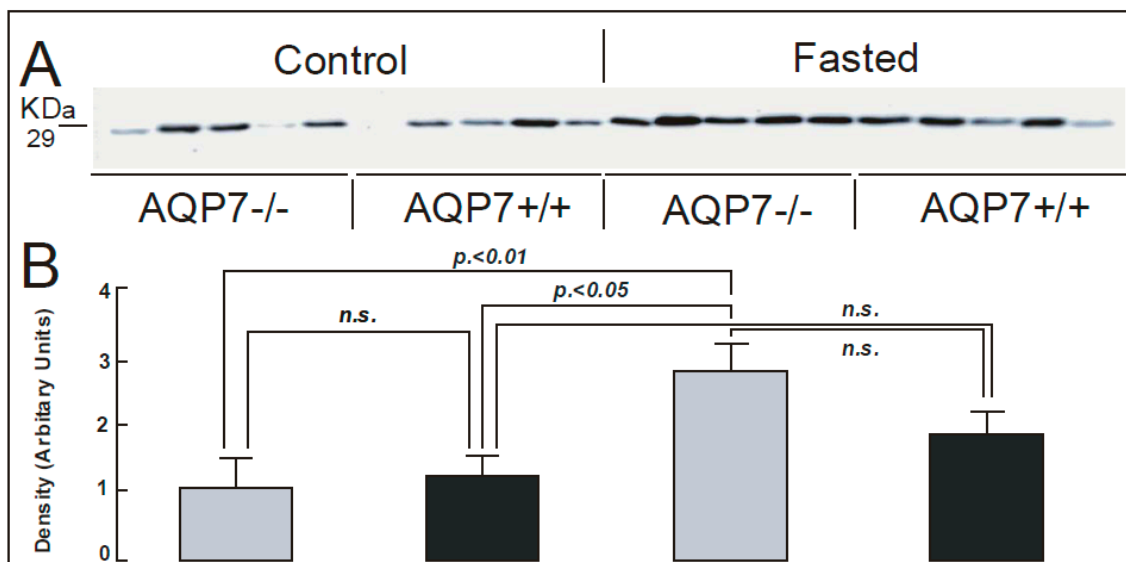 A
Control
Fasted
KDa
29
AQP7-/-
AQP7+/+
AQP7-/-
AQP7+/+
B
Density (Arbitary Units)
4
3
2
1
0
p.<0.01
p.<0.05
n.s.
n.s.
n.s.